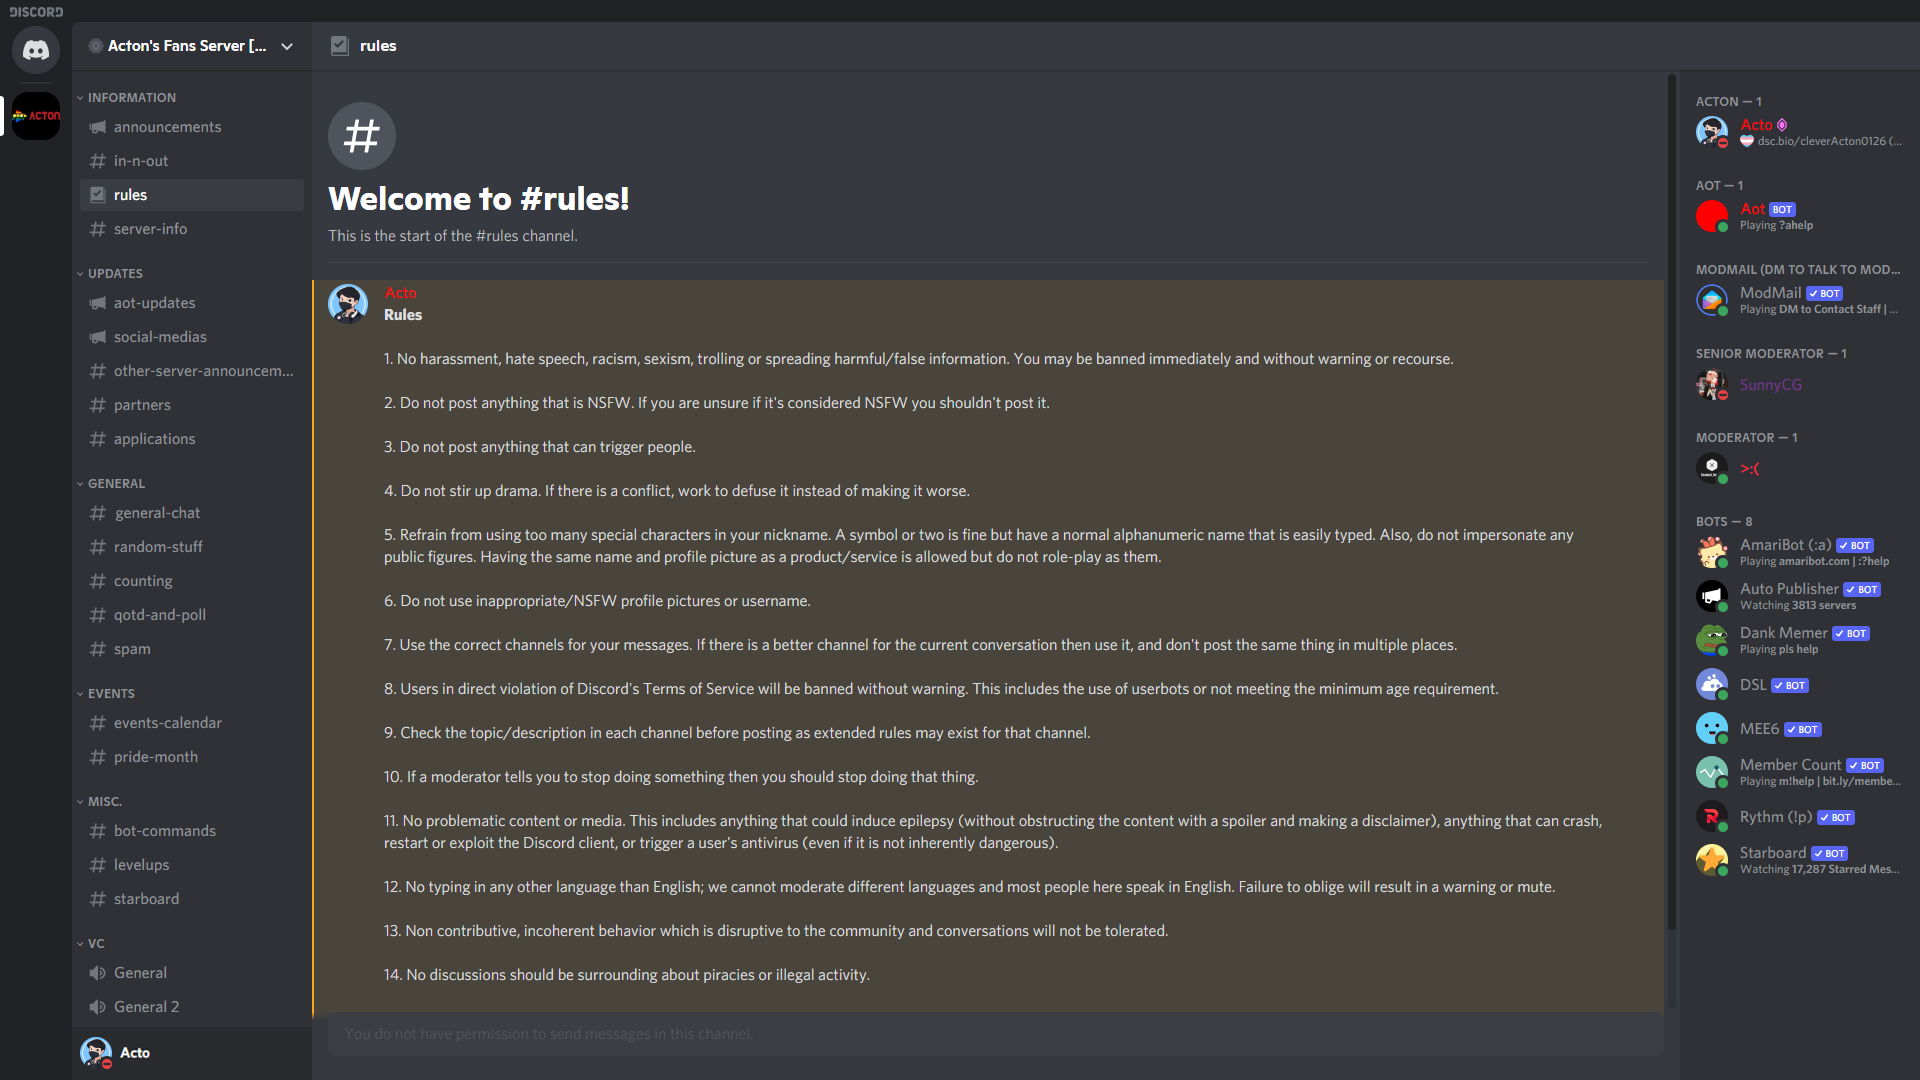 DISCORD
Acton's Fans Server [...
rules
ACTON
INFORMATION
announcements
in-n-out
rules
server-info
UPDATES
aot-updates
social-medias
other-server-announcem...
partners
applications
GENERAL
general-chat
random-stuff
counting
qotd-and-poll
spam
EVENTS
events-calendar
pride-month
MISC.
bot-commands
levelups
starboard
VC
General
General 2
Acto
#
Welcome to #rules!
This is the start of the #rules channel.
Acto
Rules
1. No harassment, hate speech, racism, sexism, trolling or spreading harmful/false information. You may be banned immediately and without warning or recourse.
2. Do not post anything that is NSFW. If you are unsure if it's considered NSFW you shouldn't post it.
3. Do not post anything that can trigger people.
4. Do not stir up drama. If there is a conflict, work to defuse it instead of making it worse.
5. Refrain from using too many special characters in your nickname. A symbol or two is fine but have a normal alphanumeric name that is easily typed. Also, do not impersonate any
public figures. Having the same name and profile picture as a product/service is allowed but do not role-play as them.
6. Do not use inappropriate/NSFW profile pictures or username.
7. Use the correct channels for your messages. If there is a better channel for the current conversation then use it, and don't post the same thing in multiple places.
8. Users in direct violation of Discord's Terms of Service will be banned without warning. This includes the use of userbots or not meeting the minimum age requirement.
9. Check the topic/description in each channel before posting as extended rules may exist for that channel.
10. If a moderator tells you to stop doing something then you should stop doing that thing.
11. No problematic content or media. This includes anything that could induce epilepsy (without obstructing the content with a spoiler and making a disclaimer), anything that can crash,
restart or exploit the Discord client, or trigger a user's antivirus (even if it is not inherently dangerous).
12. No typing in any other language than English; we cannot moderate different languages and most people here speak in English. Failure to oblige will result in a warning or mute.
13. Non contributive, incoherent behavior which is disruptive to the community and conversations will not be tolerated.
14. No discussions should be surrounding about piracies or illegal activity.
You do not have permission to send messages in this channel.
ACTON — 1
Acto
dsc.bio/cleverActon0126 (...
AOT — 1
Aot BOT
Playing ?ahelp
MODMAIL (DM TO TALK TO MOD...
ModMail ✓ BOT
Playing DM to Contact Staff | ...
SENIOR MODERATOR — 1
SunnyCG
MODERATOR — 1
>:(
BOTS — 8
AmariBot (:a) ✓ BOT
Playing amaribot.com | :?help
Auto Publisher ✓ BOT
Watching 3813 servers
Dank Memer ✓ BOT
Playing pls help
DSL ✓ BOT
MEE6 ✓ BOT
Member Count ✓ BOT
Playing m!help | bit.ly/membe...
Rythm (!p) ✓ BOT
Starboard ✓ BOT
Watching 17,287 Starred Mes...